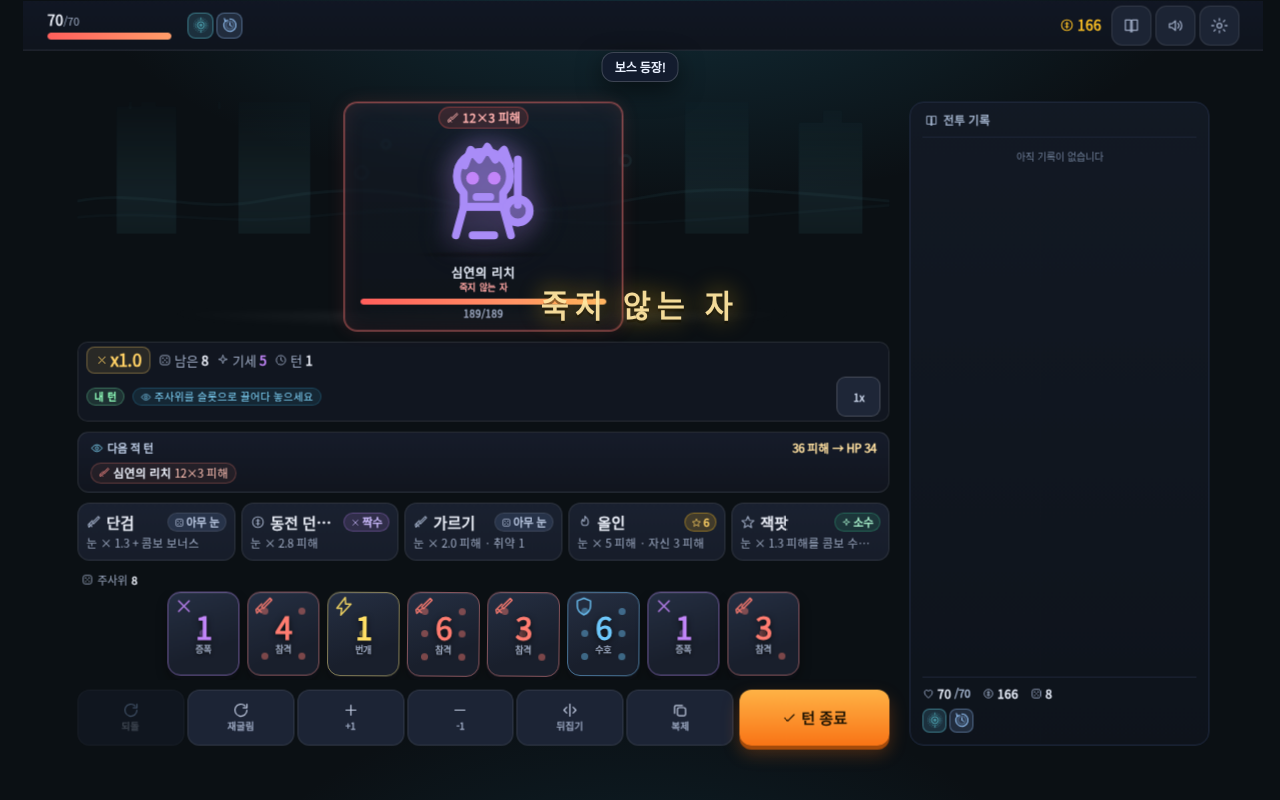 70/70
166
보스 등장!
12×3 피해
심연의 리치
죽지 않는 자
189/189
죽지 않는 자
×x1.0 남은 8 기세 5 턴 1
내 턴 주사위를 슬롯으로 끌어다 놓으세요
1x
다음 적 턴
36 피해 → HP 34
심연의 리치 12×3 피해
단검 아무 눈
눈 × 1.3 + 콤보 보너스
동전 던… 짝수
눈 × 2.8 피해
가르기 아무 눈
눈 × 2.0 피해 · 취약 1
올인 6
눈 × 5 피해 · 자신 3 피해
잭팟 소수
눈 × 1.3 피해를 콤보 수…
주사위 8
1
증폭
4
참격
1
번개
6
참격
3
참격
6
수호
1
증폭
3
참격
되돌
재굴림
+1
-1
뒤집기
복제
턴 종료
전투 기록
아직 기록이 없습니다
70/70 166 8